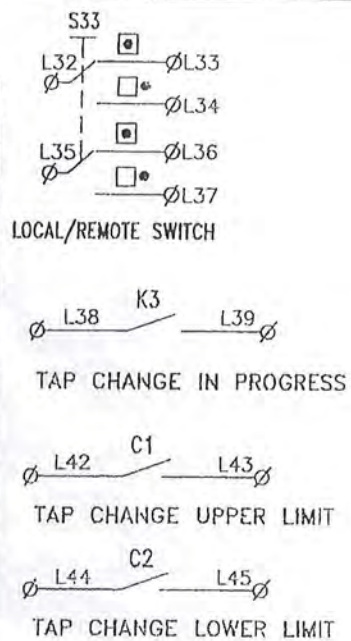 S33
L32 L33
L34
L35 L36
L37
LOCAL/REMOTE SWITCH
K3
L38 L39
TAP CHANGE IN PROGRESS
C1
L42 L43
TAP CHANGE UPPER LIMIT
C2
L44 L45
TAP CHANGE LOWER LIMIT